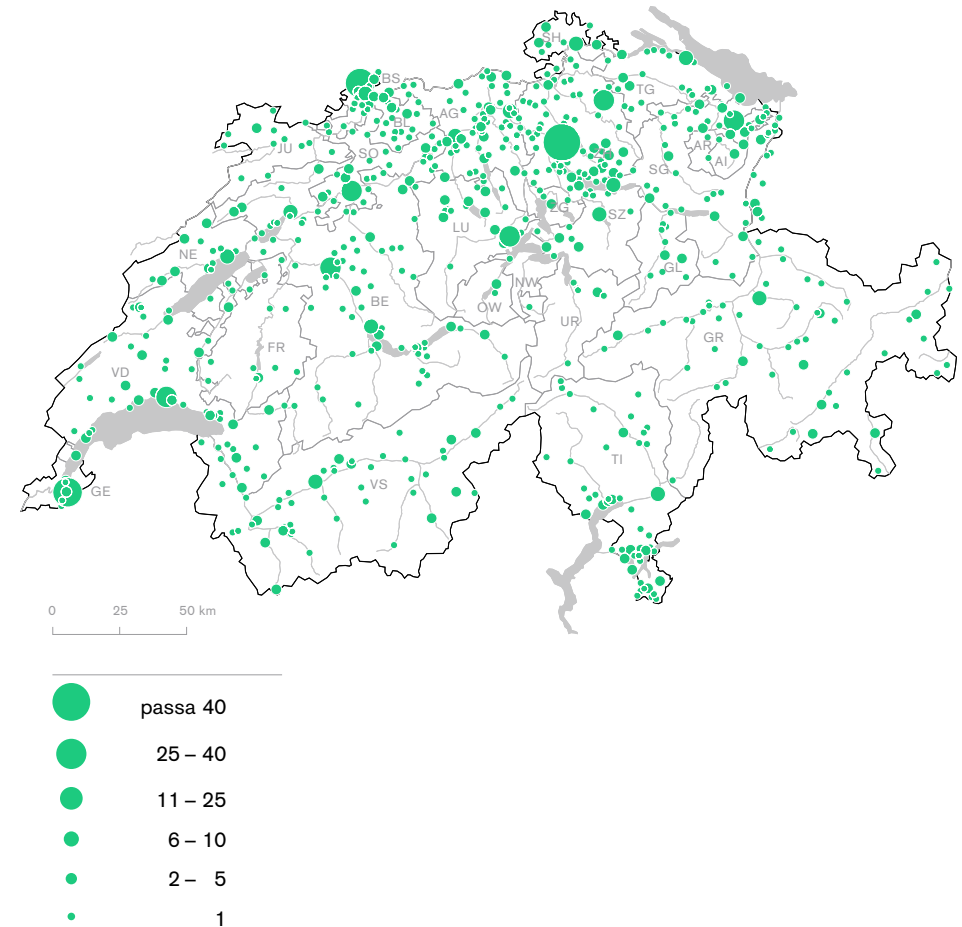 SH
BS
TG
BL
AG
AR
JU
SO
AI
SG
ZG
SZ
LU
NE
GL
NW
BE
OW
UR
GR
FR
VD
TI
VS
GE
0 25 50 km
passa 40
25 – 40
11 – 25
6 – 10
2 – 5
1